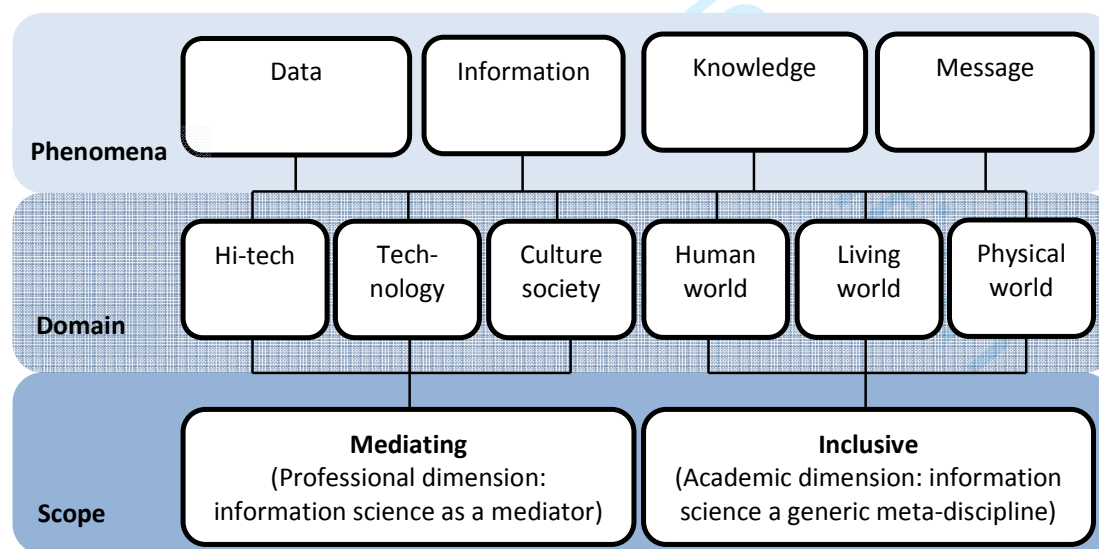 Data
Information
Knowledge
Message
Phenomena
Hi-tech
Tech-
nology
Culture
society
Human
world
Living
world
Physical
world
Domain
Mediating
(Professional dimension:
information science as a mediator)
Inclusive
(Academic dimension: information
science a generic meta-discipline)
Scope